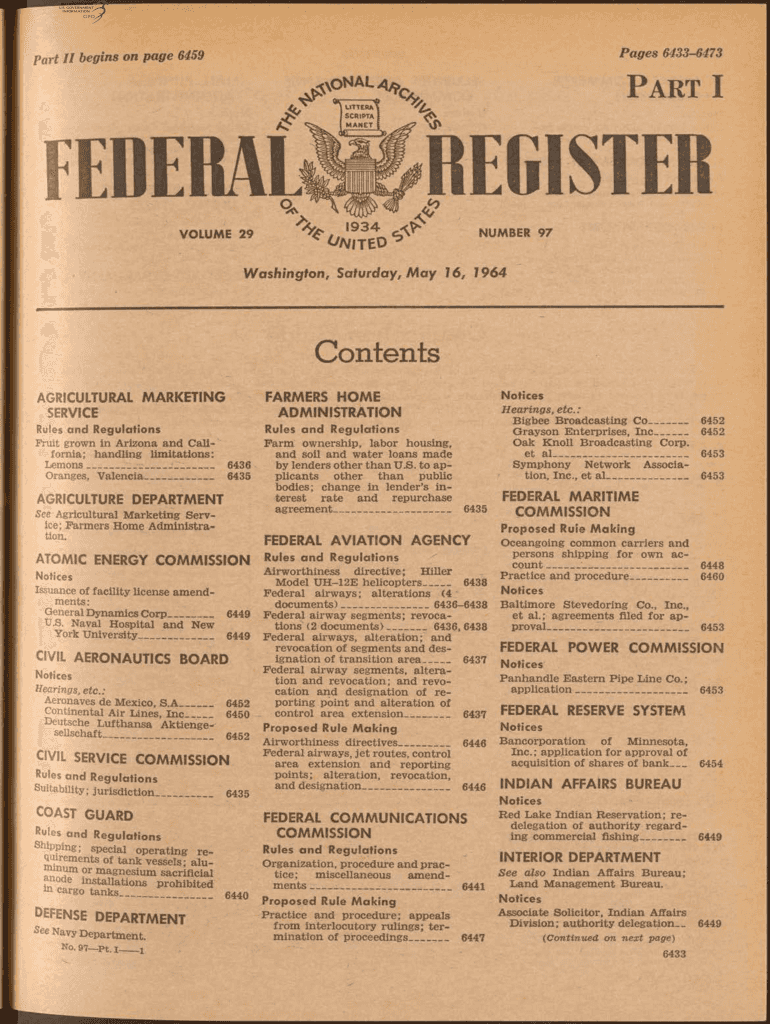 U.S. GOVERNMENT
INFORMATION
GPO
Part II begins on page 6459
Pages 6433–6473
PART I
THE NATIONAL ARCHIVES
LITTERA
SCRIPTA
MANET
FEDERAL REGISTER
1934
OF THE UNITED STATES
VOLUME 29
NUMBER 97
Washington, Saturday, May 16, 1964
Contents
AGRICULTURAL MARKETING
SERVICE
Rules and Regulations
Fruit grown in Arizona and Cali-
fornia; handling limitations:
Lemons 6436
Oranges, Valencia 6435
AGRICULTURE DEPARTMENT
See Agricultural Marketing Serv-
ice; Farmers Home Administra-
tion.
ATOMIC ENERGY COMMISSION
Notices
Issuance of facility license amend-
ments:
General Dynamics Corp 6449
U.S. Naval Hospital and New
York University 6449
CIVIL AERONAUTICS BOARD
Notices
Hearings, etc.:
Aeronaves de Mexico, S.A. 6452
Continental Air Lines, Inc 6450
Deutsche Lufthansa Aktienge-
sellschaft 6452
CIVIL SERVICE COMMISSION
Rules and Regulations
Suitability; jurisdiction 6435
COAST GUARD
Rules and Regulations
Shipping; special operating re-
quirements of tank vessels; alu-
minum or magnesium sacrificial
anode installations prohibited
in cargo tanks 6440
DEFENSE DEPARTMENT
See Navy Department.
No. 97—Pt. I——1
FARMERS HOME
ADMINISTRATION
Rules and Regulations
Farm ownership, labor housing,
and soil and water loans made
by lenders other than U.S. to ap-
plicants other than public
bodies; change in lender's in-
terest rate and repurchase
agreement 6435
FEDERAL AVIATION AGENCY
Rules and Regulations
Airworthiness directive; Hiller
Model UH-12E helicopters 6438
Federal airways; alterations (4
documents) 6436–6438
Federal airway segments; revoca-
tions (2 documents) 6436, 6438
Federal airways, alteration; and
revocation of segments and des-
ignation of transition area 6437
Federal airway segments, altera-
tion and revocation; and revo-
cation and designation of re-
porting point and alteration of
control area extension 6437
Proposed Rule Making
Airworthiness directives 6446
Federal airways, jet routes, control
area extension and reporting
points; alteration, revocation,
and designation 6446
FEDERAL COMMUNICATIONS
COMMISSION
Rules and Regulations
Organization, procedure and prac-
tice; miscellaneous amend-
ments 6441
Proposed Rule Making
Practice and procedure; appeals
from interlocutory rulings; ter-
mination of proceedings 6447
Notices
Hearings, etc.:
Bigbee Broadcasting Co 6452
Grayson Enterprises, Inc 6452
Oak Knoll Broadcasting Corp.
et al 6453
Symphony Network Associa-
tion, Inc., et al 6453
FEDERAL MARITIME
COMMISSION
Proposed Rule Making
Oceangoing common carriers and
persons shipping for own ac-
count 6448
Practice and procedure 6460
Notices
Baltimore Stevedoring Co., Inc.,
et al.; agreements filed for ap-
proval 6453
FEDERAL POWER COMMISSION
Notices
Panhandle Eastern Pipe Line Co.;
application 6453
FEDERAL RESERVE SYSTEM
Notices
Bancorporation of Minnesota,
Inc.; application for approval of
acquisition of shares of bank 6454
INDIAN AFFAIRS BUREAU
Notices
Red Lake Indian Reservation; re-
delegation of authority regard-
ing commercial fishing 6449
INTERIOR DEPARTMENT
See also Indian Affairs Bureau;
Land Management Bureau.
Notices
Associate Solicitor, Indian Affairs
Division; authority delegation 6449
(Continued on next page)
6433